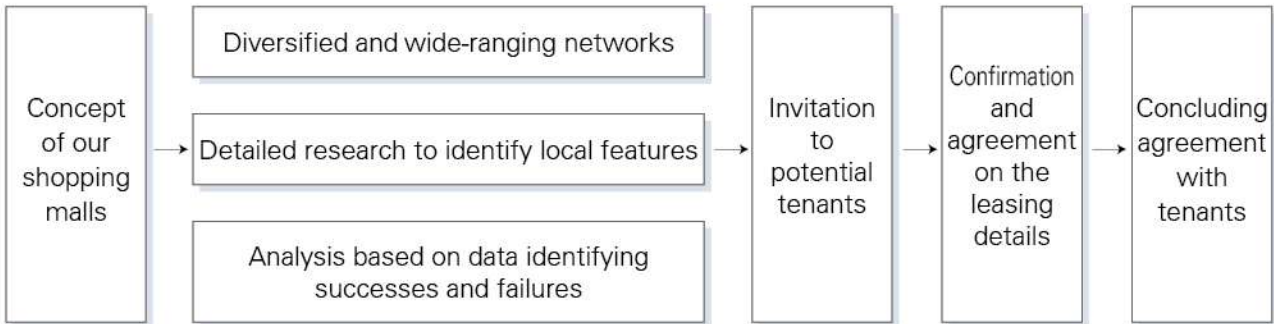 Concept
of our
shopping
malls
Diversified and wide-ranging networks
Detailed research to identify local features
Analysis based on data identifying
successes and failures
Invitation
to
potential
tenants
Confirmation
and
agreement
on the
leasing
details
Concluding
agreement
with
tenants